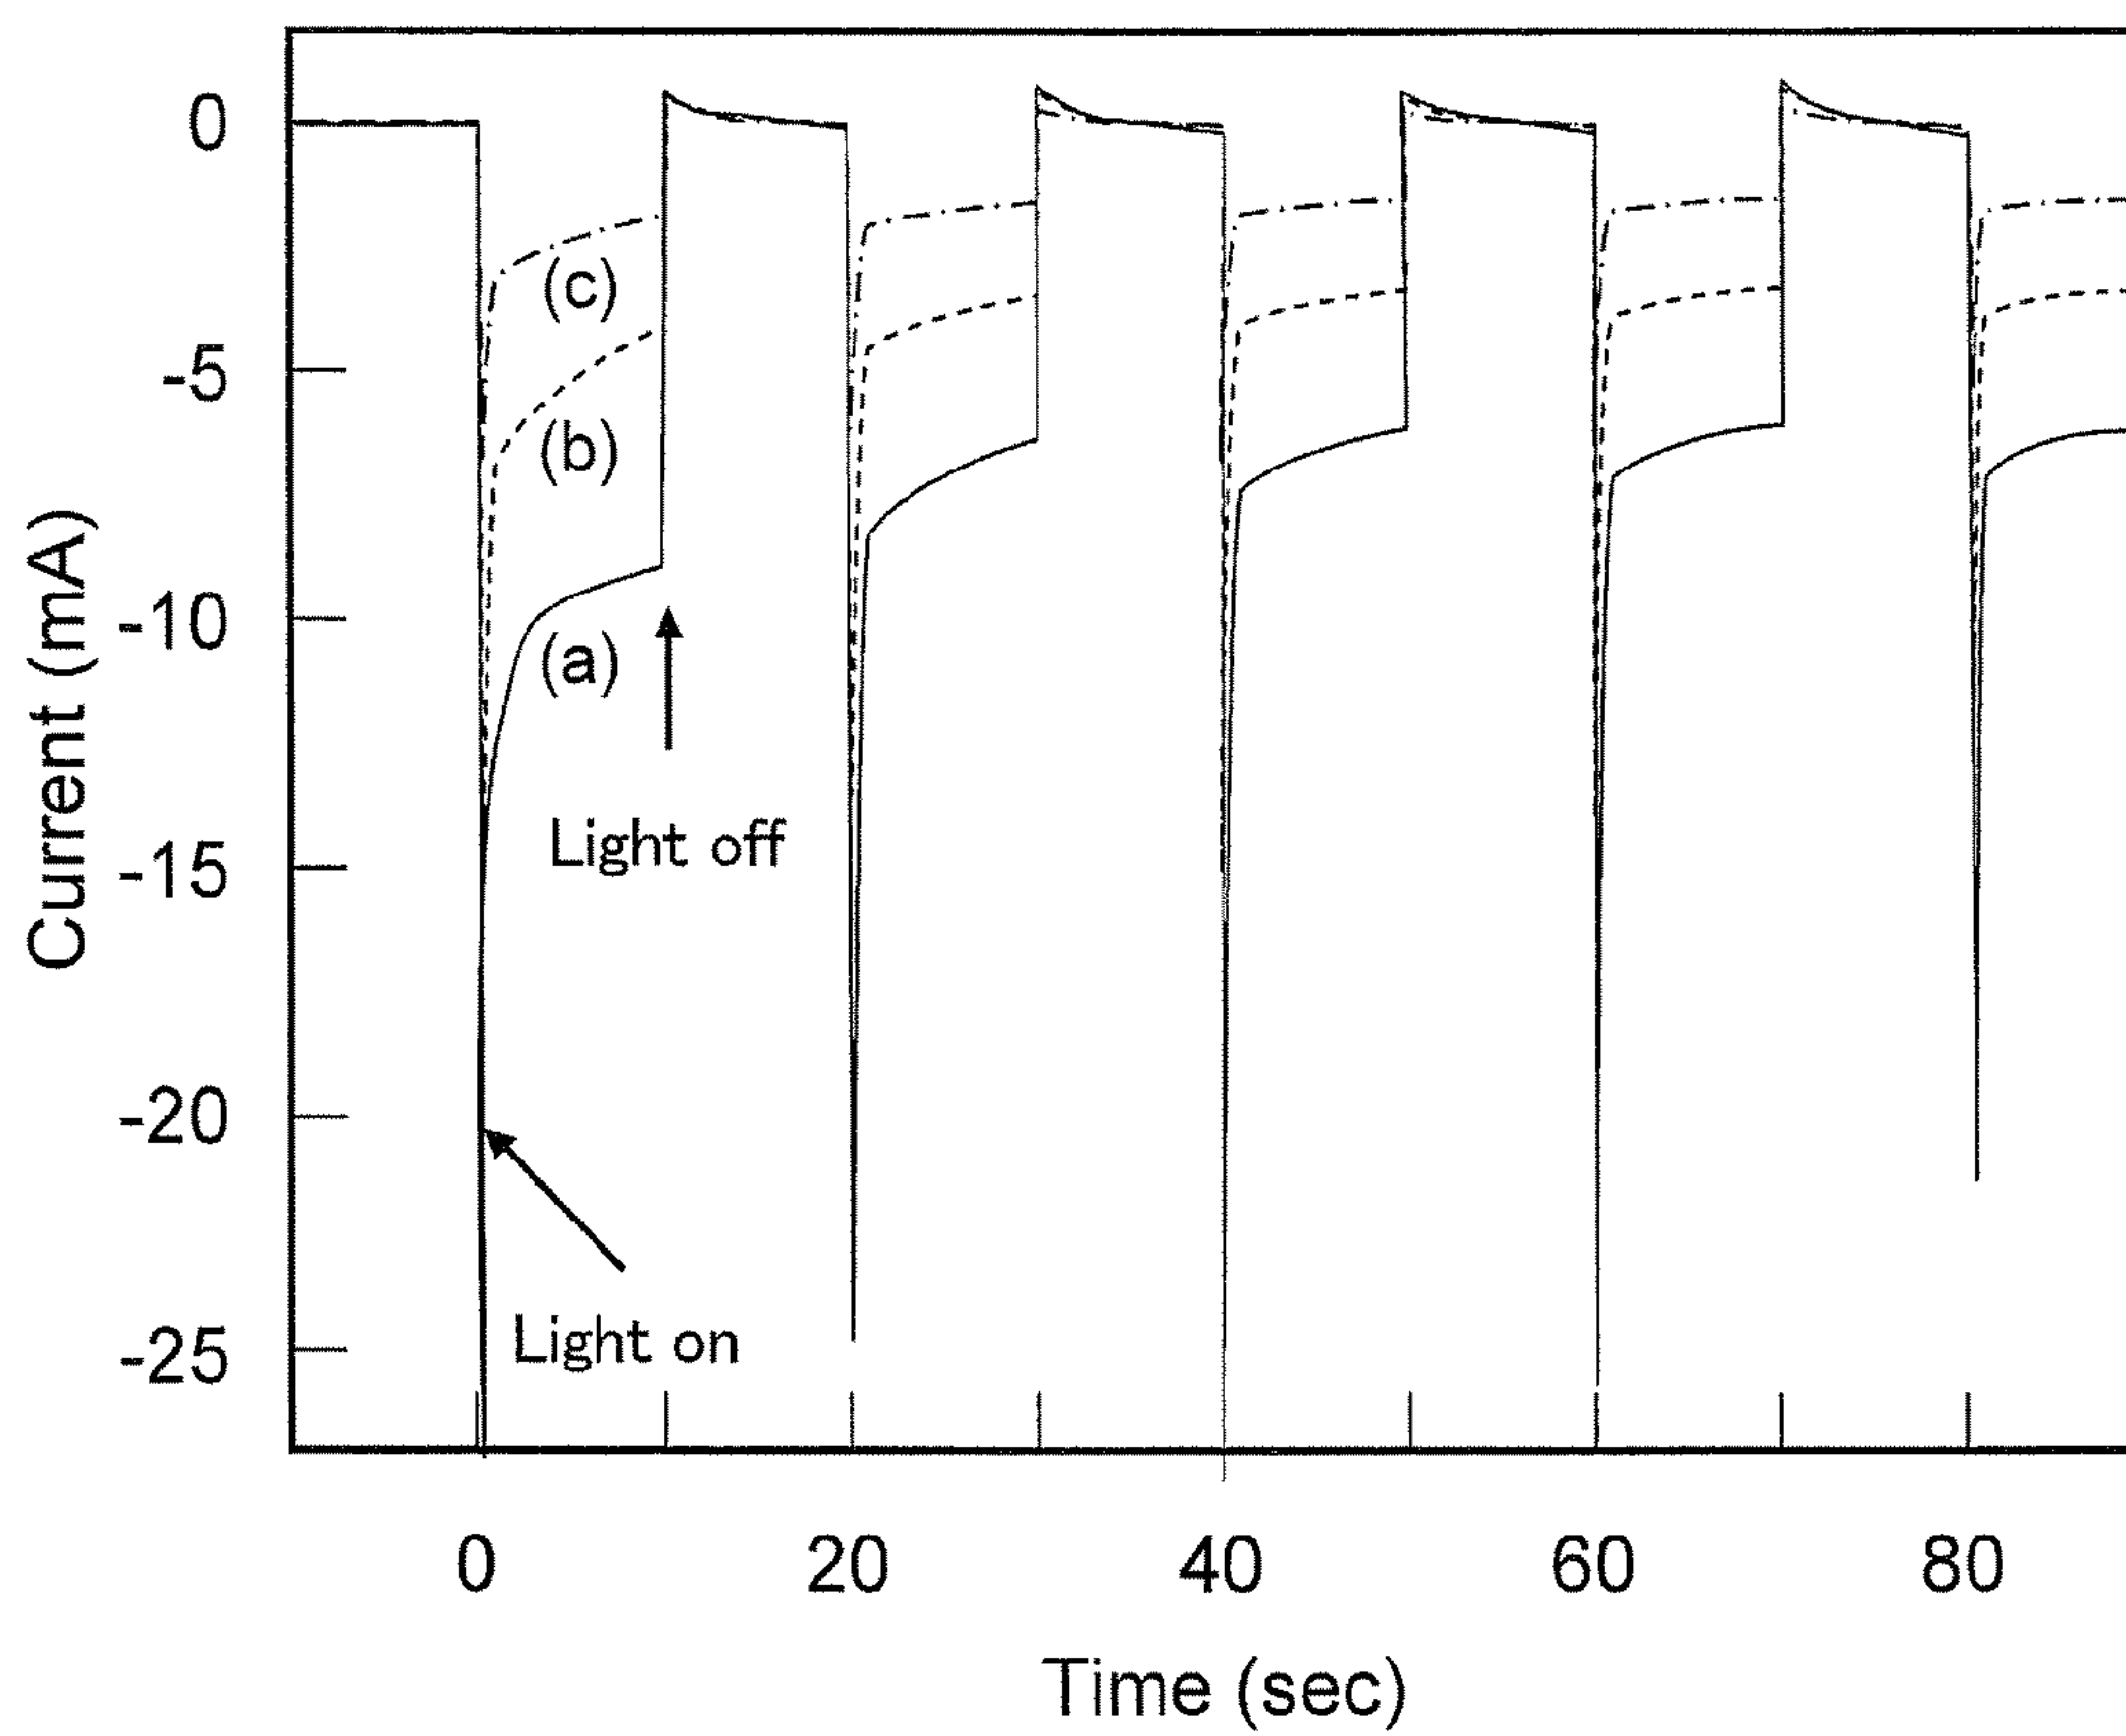 0
-5
-10
-15
-20
-25
Current (mA)
(c)
(b)
(a)
Light off
Light on
0 20 40 60 80
Time (sec)